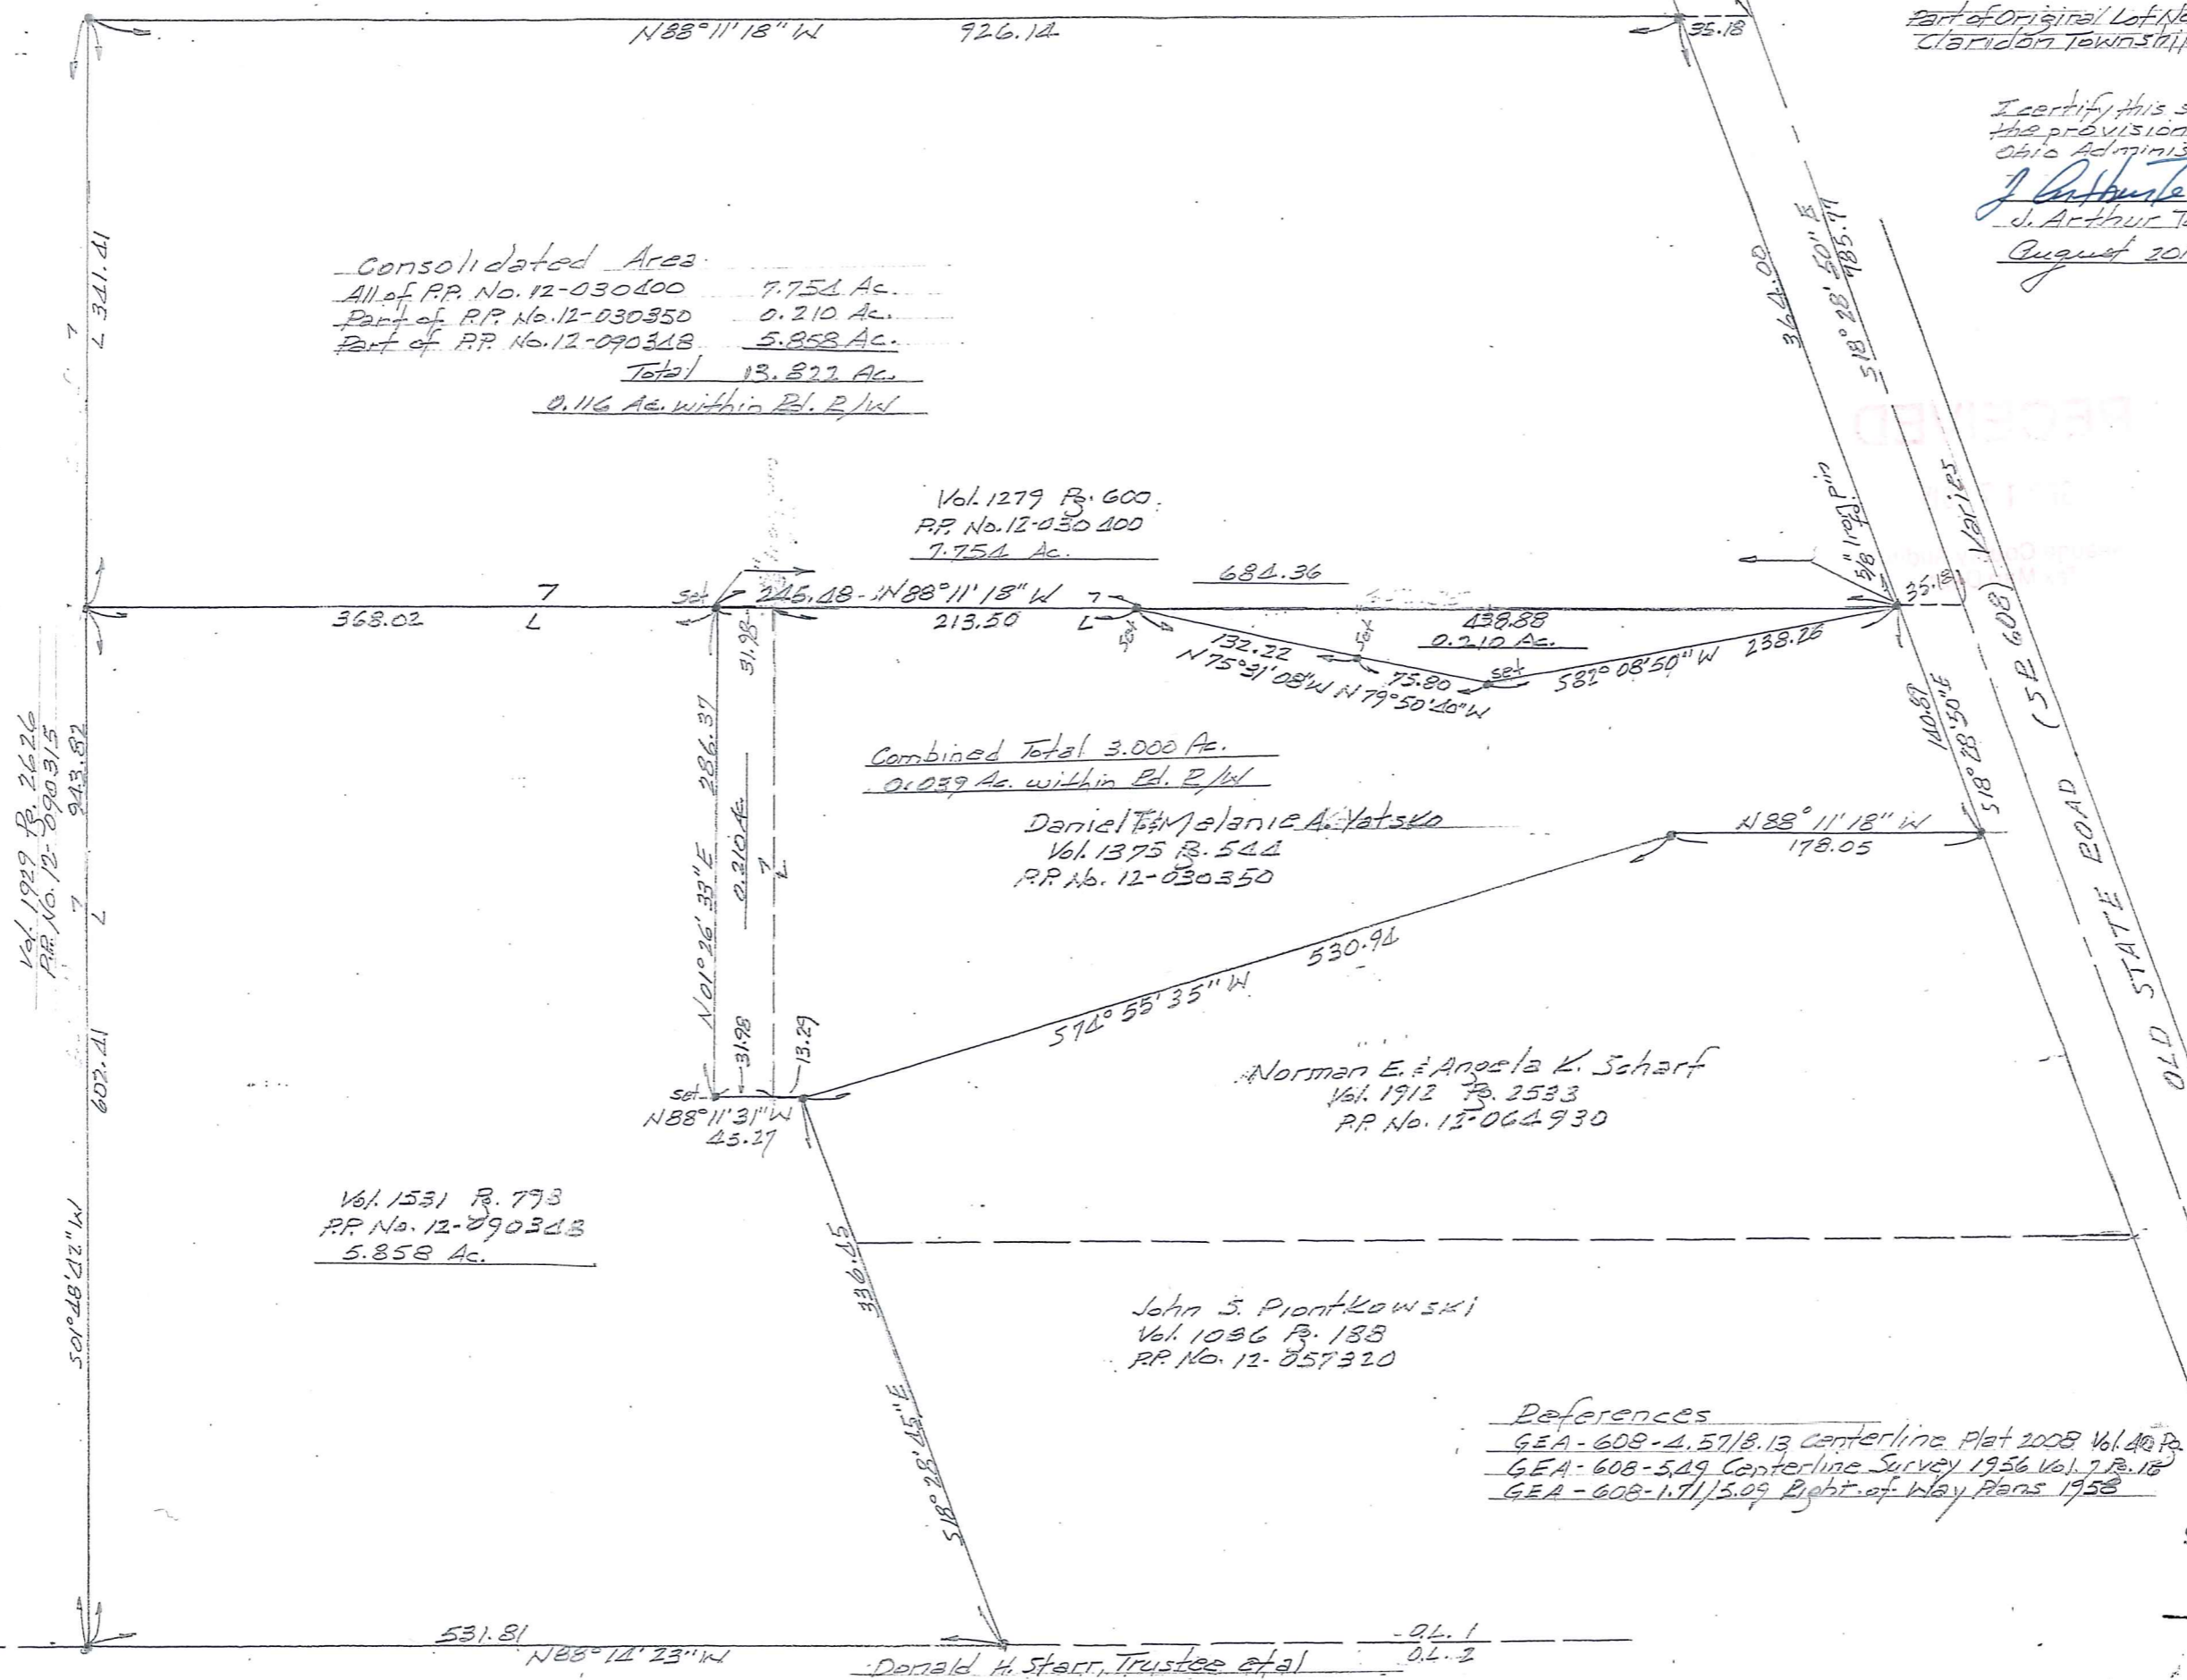 N88°11'18"W 926.14
35.18
Part of Original Lot No
Claridon Township
I certify this s
the provision
Ohio Adminis
J. Arthur Te
August 201
Consolidated Area
All of P.P. No. 12-030400 7.754 Ac.
Part of P.P. No. 12-030350 0.210 Ac.
Part of P.P. No. 12-090348 5.858 Ac.
Total 13.822 Ac.
0.116 Ac. within Rd. R/W
341.41
364.00
S18°28'50"E
785.77
RECEIVED
5/8" Iron pin
fd.
Varies
35.18
Vol. 1279 Pg. 600
P.P. No. 12-030400
7.754 Ac.
684.36
368.02
set
245.48 - N88°11'18"W
213.50
31.98
set
438.88
0.210 Ac.
132.22
N75°31'08"W
set
75.80
N79°50'40"W
set
S82°08'50"W 238.26
140.87
S18°28'50"E
OLD STATE ROAD (SR 608)
Vol. 1929 Pg. 2626
P.P. No. 12-090315
943.82
602.41
S01°48'42"W
N01°26'33"E 286.37
0.210 Ac.
Combined Total 3.000 Ac.
0.039 Ac. within Rd. R/W
Daniel T. & Melanie A. Yatsko
Vol. 1375 Pg. 544
P.P. No. 12-030350
N88°11'18"W
178.05
S74°55'35"W 530.94
31.98
13.29
set
N88°11'31"W
45.27
Norman E. & Angela K. Scharf
Vol. 1912 Pg. 2533
P.P. No. 12-064930
Vol. 1531 Pg. 793
P.P. No. 12-090348
5.858 Ac.
336.45
S18°28'45"E
John S. Piontkowski
Vol. 1036 Pg. 188
P.P. No. 12-057320
References
GEA-608-4.57/8.13 Centerline Plat 2008 Vol. 40 Pg.
GEA-608-5.49 Centerline Survey 1956 Vol. 7 Pg. 18
GEA-608-1.71/5.09 Right-of-Way Plans 1958
531.81
N88°14'23"W
O.L. 1
O.L. 2
Donald H. Starr, Trustee etal